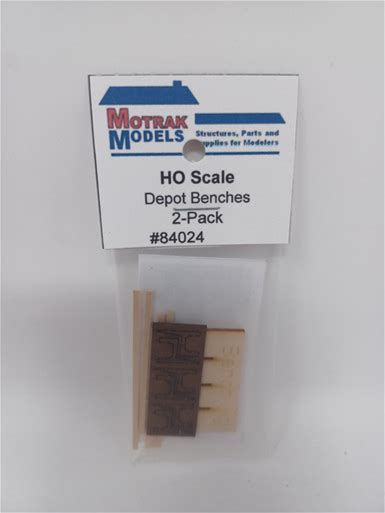 MOTRAK
MODELS
Structures, Parts and
Supplies for Modelers
HO Scale
Depot Benches
2-Pack
#84024